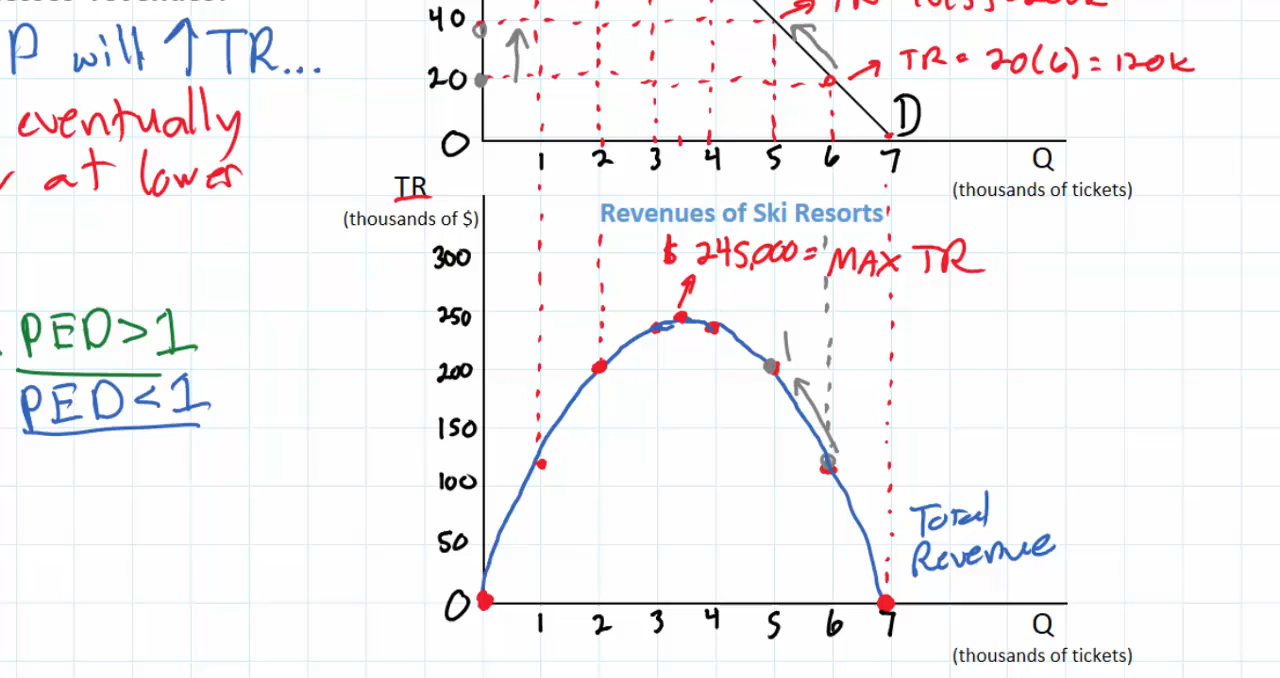 P will ↑ TR...
eventually
at lower
PED > 1
PED < 1
40
20
0
TR = 20(6) = 120k
D
1 2 3 4 5 6 7 Q
(thousands of tickets)
TR
(thousands of $)
Revenues of Ski Resorts
$245,000 = MAX TR
300
250
200
150
100
50
0
Total
Revenue
1 2 3 4 5 6 7 Q
(thousands of tickets)